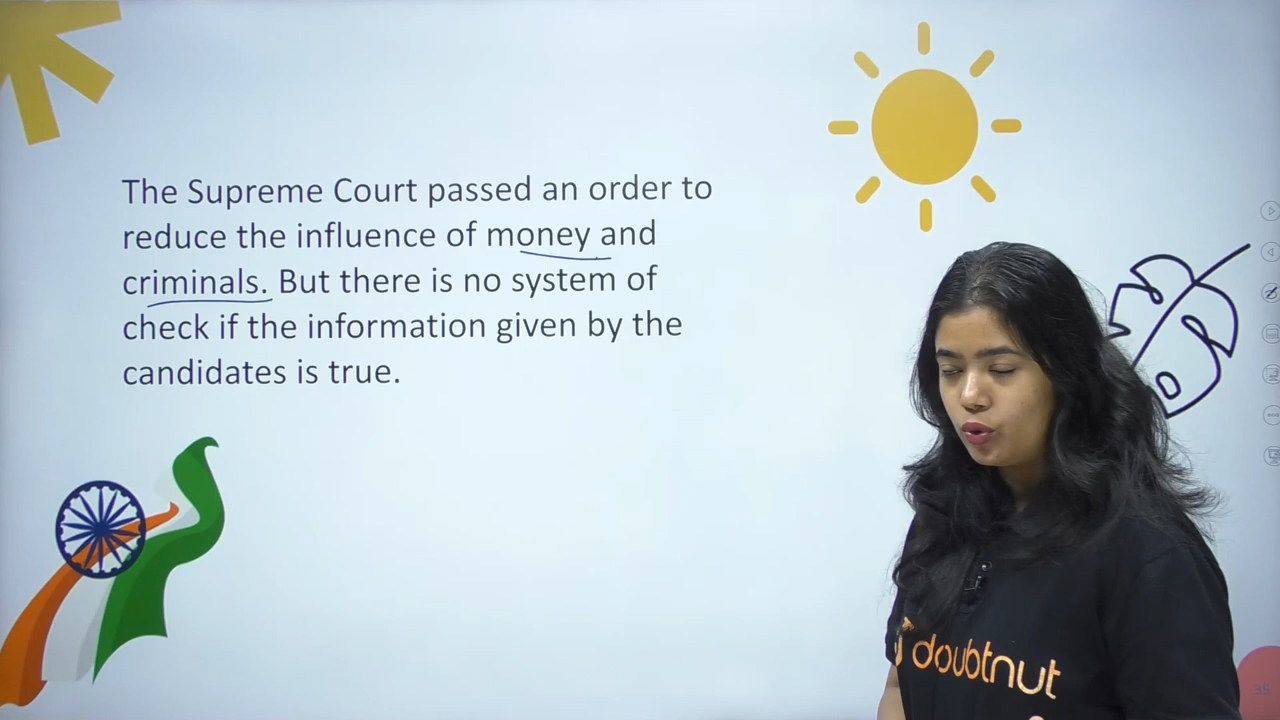 The Supreme Court passed an order to
reduce the influence of money and
criminals. But there is no system of
check if the information given by the
candidates is true.
doubtnut
35